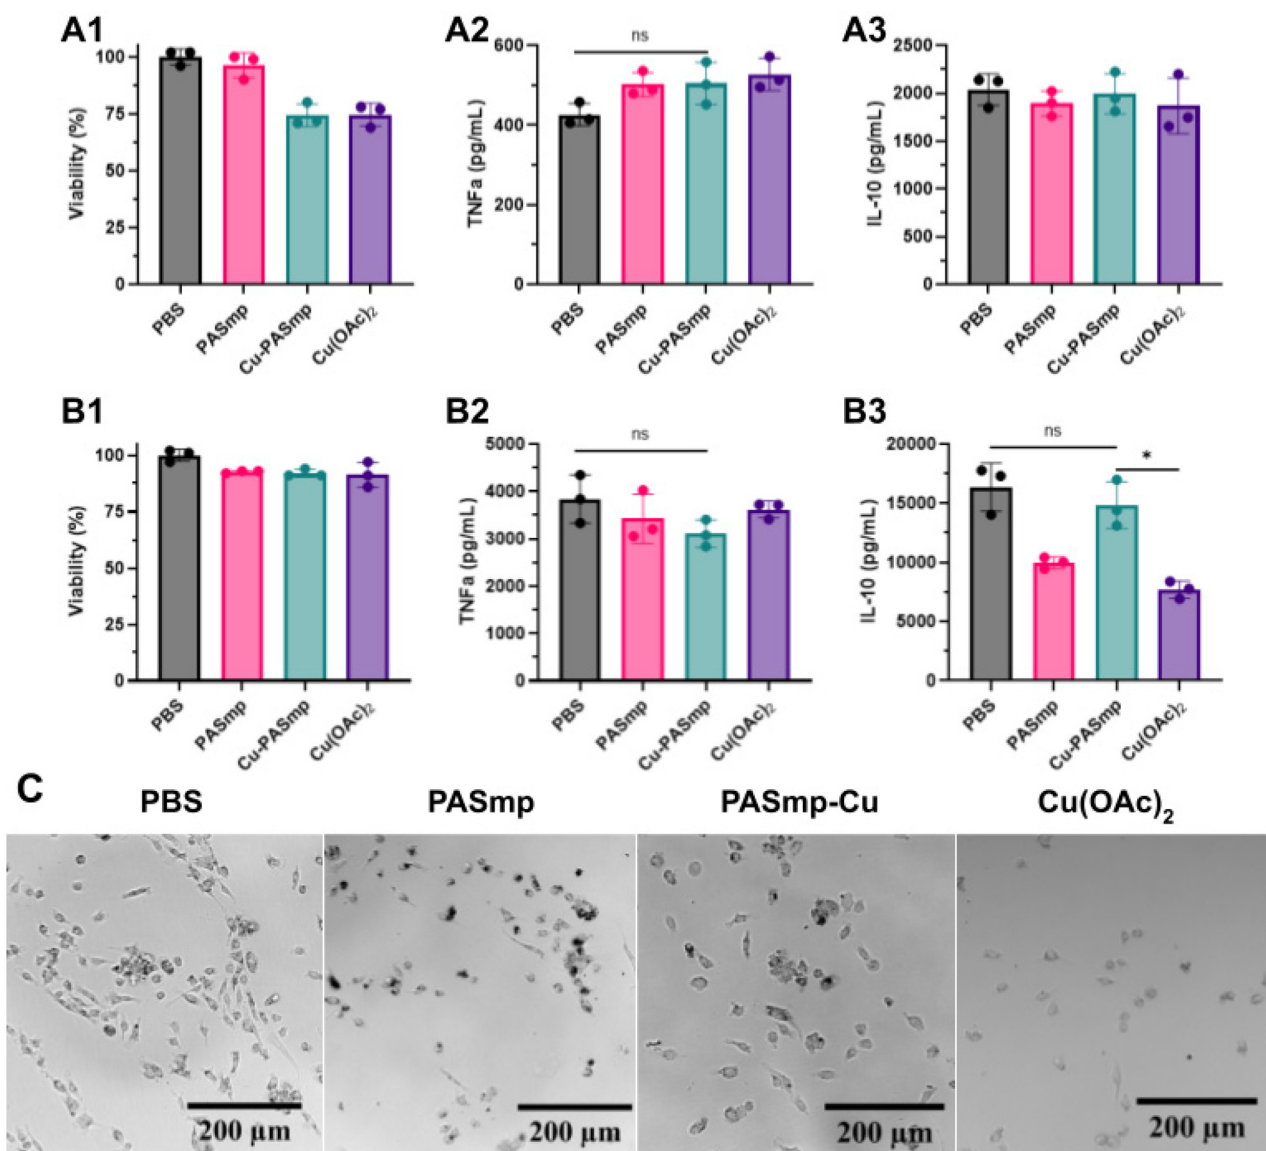 A1
A2
A3
Viability (%)
100
75
50
25
0
PBS
PASmp
Cu-PASmp
Cu(OAc)₂
TNFa (pg/mL)
600
400
200
0
ns
PBS
PASmp
Cu-PASmp
Cu(OAc)₂
IL-10 (pg/mL)
2500
2000
1500
1000
500
0
PBS
PASmp
Cu-PASmp
Cu(OAc)₂
B1
B2
B3
Viability (%)
100
75
50
25
0
PBS
PASmp
Cu-PASmp
Cu(OAc)₂
TNFa (pg/mL)
5000
4000
3000
2000
1000
0
ns
PBS
PASmp
Cu-PASmp
Cu(OAc)₂
IL-10 (pg/mL)
20000
15000
10000
5000
0
ns
*
PBS
PASmp
Cu-PASmp
Cu(OAc)₂
C
PBS
PASmp
PASmp-Cu
Cu(OAc)₂
200 µm
200 µm
200 µm
200 µm